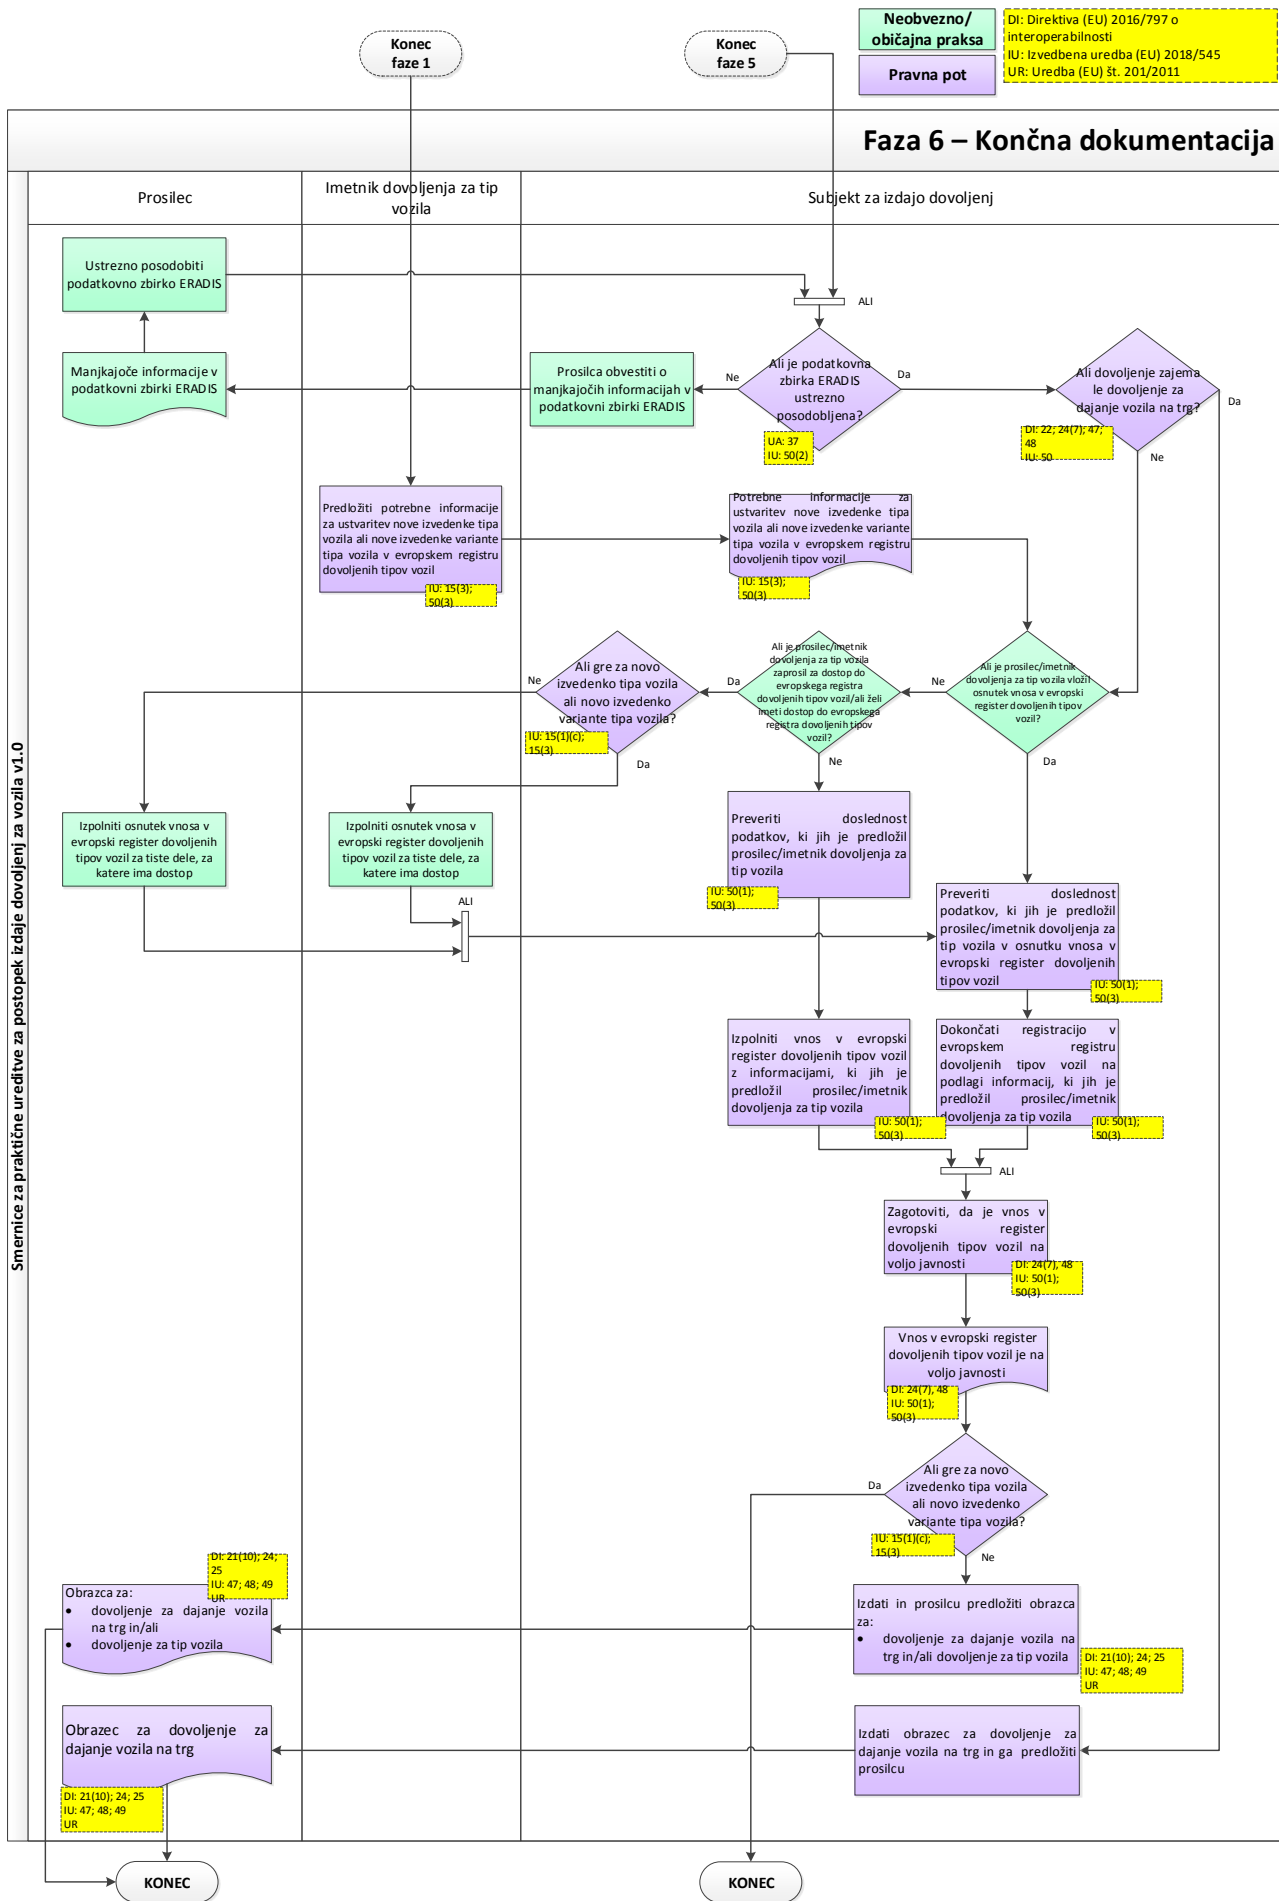 Konec
faze 1
Konec
faze 5
Neobvezno/
običajna praksa
Pravna pot
DI: Direktiva (EU) 2016/797 o
interoperabilnosti
IU: Izvedbena uredba (EU) 2018/545
UR: Uredba (EU) št. 201/2011
Faza 6 – Končna dokumentacija
Smernice za praktične ureditve za postopek izdaje dovoljenj za vozila v1.0
Prosilec
Imetnik dovoljenja za tip
vozila
Subjekt za izdajo dovoljenj
Ustrezno posodobiti
podatkovno zbirko ERADIS
ALI
Manjkajoče informacije v
podatkovni zbirki ERADIS
Prosilca obvestiti o
manjkajočih informacijah v
podatkovni zbirki ERADIS
Ne
Ali je podatkovna
zbirka ERADIS
ustrezno
posodobljena?
Da
UA: 37
IU: 50(2)
Ali dovoljenje zajema
le dovoljenje za
dajanje vozila na trg?
Da
DI: 22; 24(7); 47;
48
IU: 50
Ne
Predložiti potrebne informacije
za ustvaritev nove izvedenke tipa
vozila ali nove izvedenke variante
tipa vozila v evropskem registru
dovoljenih tipov vozil
IU: 15(3);
50(3)
Potrebne informacije za
ustvaritev nove izvedenke tipa
vozila ali nove izvedenke variante
tipa vozila v evropskem registru
dovoljenih tipov vozil
IU: 15(3);
50(3)
Ne
Ali gre za novo
izvedenko tipa vozila
ali novo izvedenko
variante tipa vozila?
IU: 15(1)(c);
15(3)
Da
Da
Ali je prosilec/imetnik
dovoljenja za tip vozila
zaprosil za dostop do
evropskega registra
dovoljenih tipov vozil/ali želi
imeti dostop do evropskega
registra dovoljenih tipov
vozil?
Ne
Ne
Ali je prosilec/imetnik
dovoljenja za tip vozila vložil
osnutek vnosa v evropski
register dovoljenih tipov
vozil?
Da
Izpolniti osnutek vnosa v
evropski register dovoljenih
tipov vozil za tiste dele, za
katere ima dostop
Izpolniti osnutek vnosa v
evropski register dovoljenih
tipov vozil za tiste dele, za
katere ima dostop
ALI
Preveriti doslednost
podatkov, ki jih je predložil
prosilec/imetnik dovoljenja za
tip vozila
IU: 50(1);
50(3)
Preveriti doslednost
podatkov, ki jih je predložil
prosilec/imetnik dovoljenja za
tip vozila v osnutku vnosa v
evropski register dovoljenih
tipov vozil
IU: 50(1);
50(3)
Izpolniti vnos v evropski
register dovoljenih tipov vozil
z informacijami, ki jih je
predložil prosilec/imetnik
dovoljenja za tip vozila
IU: 50(1);
50(3)
Dokončati registracijo v
evropskem registru
dovoljenih tipov vozil na
podlagi informacij, ki jih je
predložil prosilec/imetnik
dovoljenja za tip vozila
IU: 50(1);
50(3)
ALI
Zagotoviti, da je vnos v
evropski register
dovoljenih tipov vozil na
voljo javnosti
DI: 24(7), 48
IU: 50(1);
50(3)
Vnos v evropski register
dovoljenih tipov vozil je na
voljo javnosti
DI: 24(7), 48
IU: 50(1);
50(3)
Da
Ali gre za novo
izvedenko tipa vozila
ali novo izvedenko
variante tipa vozila?
IU: 15(1)(c);
15(3)
Ne
DI: 21(10); 24;
25
IU: 47; 48; 49
UR
Obrazca za:
• dovoljenje za dajanje vozila
na trg in/ali
• dovoljenje za tip vozila
Izdati in prosilcu predložiti obrazca
za:
• dovoljenje za dajanje vozila na
trg in/ali dovoljenje za tip vozila
DI: 21(10); 24; 25
IU: 47; 48; 49
UR
Obrazec za dovoljenje za
dajanje vozila na trg
DI: 21(10); 24; 25
IU: 47; 48; 49
UR
Izdati obrazec za dovoljenje za
dajanje vozila na trg in ga predložiti
prosilcu
KONEC
KONEC